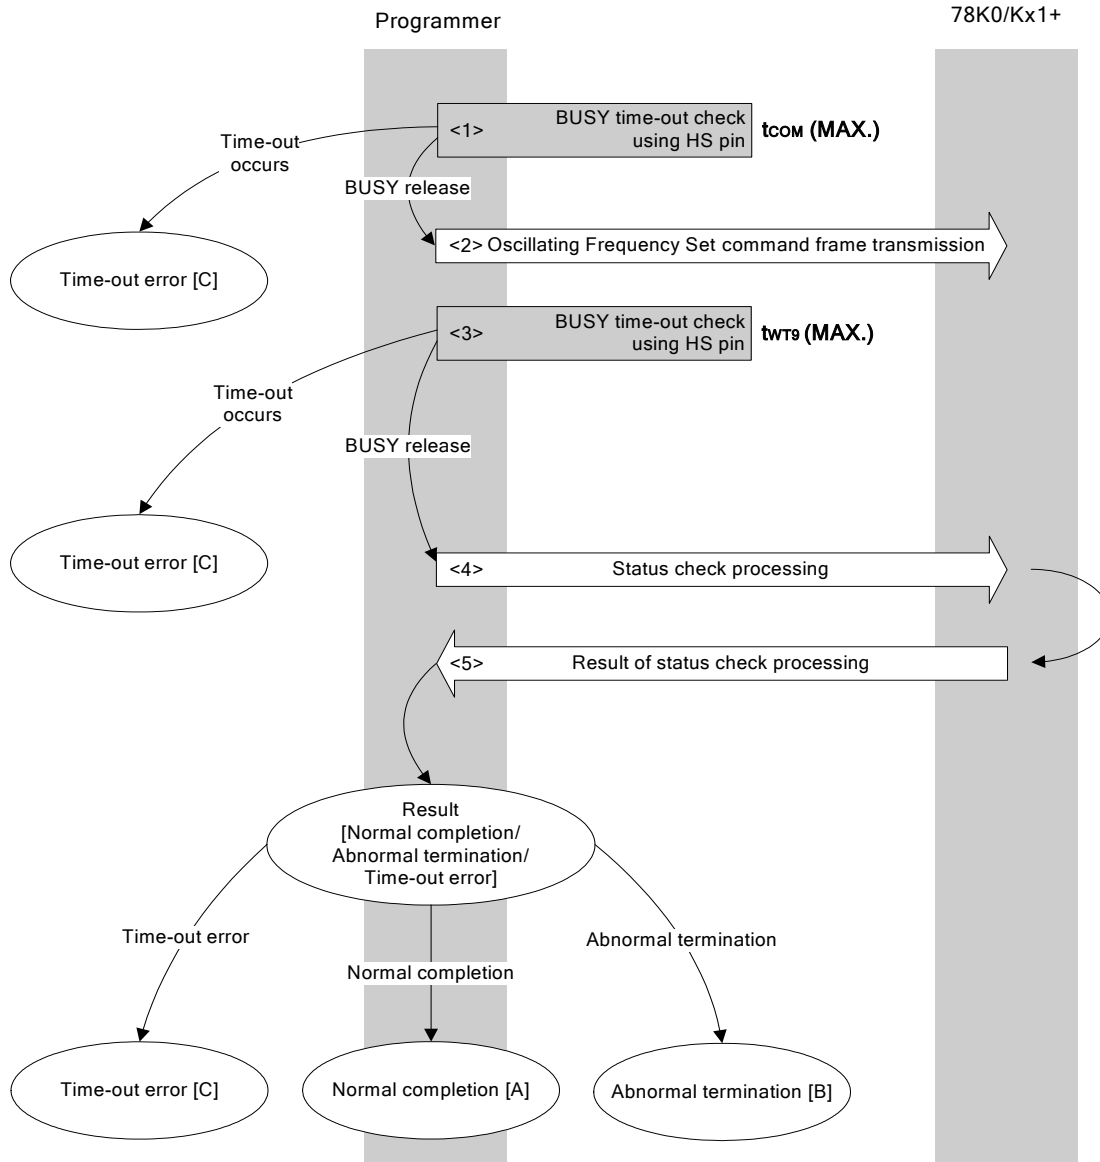 Programmer
78K0/Kx1+
<1>
BUSY time-out check
using HS pin
tCOM (MAX.)
Time-out
occurs
BUSY release
<2> Oscillating Frequency Set command frame transmission
Time-out error [C]
<3>
BUSY time-out check
using HS pin
tWT9 (MAX.)
Time-out
occurs
BUSY release
Time-out error [C]
<4> Status check processing
<5> Result of status check processing
Result
[Normal completion/
Abnormal termination/
Time-out error]
Time-out error
Normal completion
Abnormal termination
Time-out error [C]
Normal completion [A]
Abnormal termination [B]